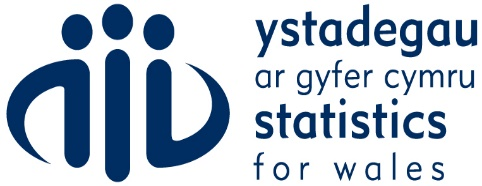 ystadegau
ar gyfer cymru
statistics
for wales